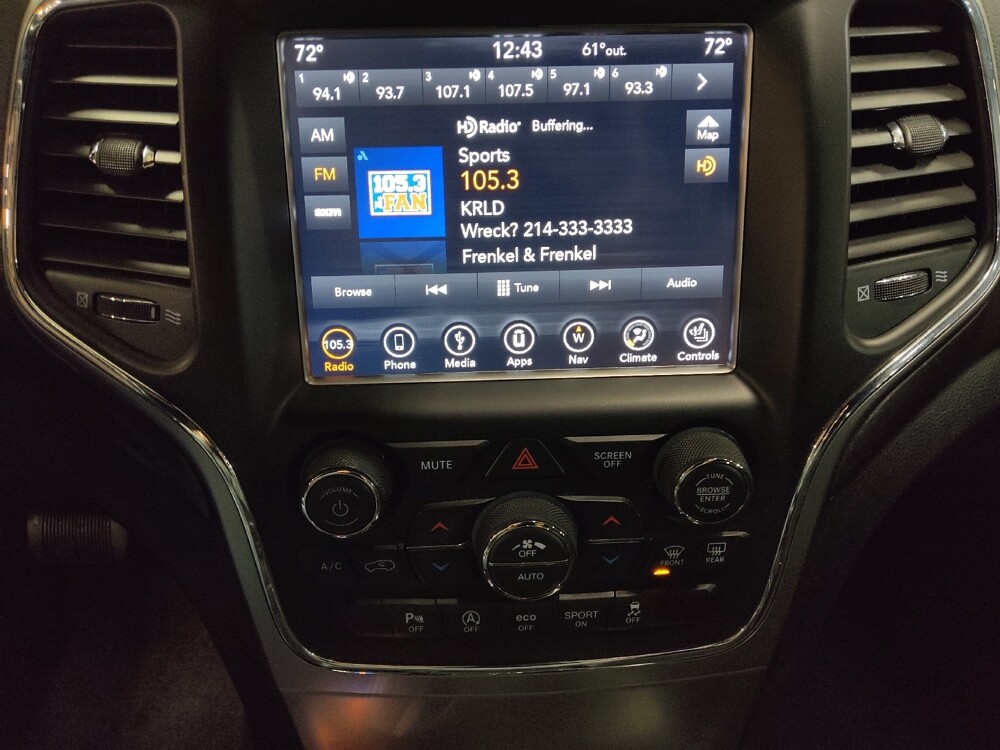 72° 12:43 61°out. 72°
1 94.1 2 93.7 3 107.1 4 107.5 5 97.1 6 93.3
HD Radio Buffering...
Map
AM
FM
sxm
HD
105.3
FAN
Sports
105.3
KRLD
Wreck? 214-333-3333
Frenkel & Frenkel
Browse Tune Audio
105.3 W
Radio Phone Media Apps Nav Climate Controls
MUTE SCREEN
OFF
VOLUME
TUNE
BROWSE
ENTER
SCROLL
OFF
AUTO
A/C FRONT REAR
P OFF A OFF eco OFF SPORT ON OFF